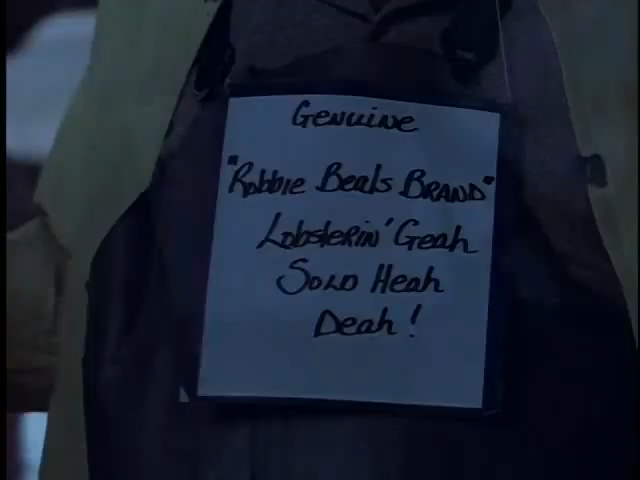 Genuine
"Robbie Beals Brand"
Lobsterin' Geah
Sold Heah
Deah!